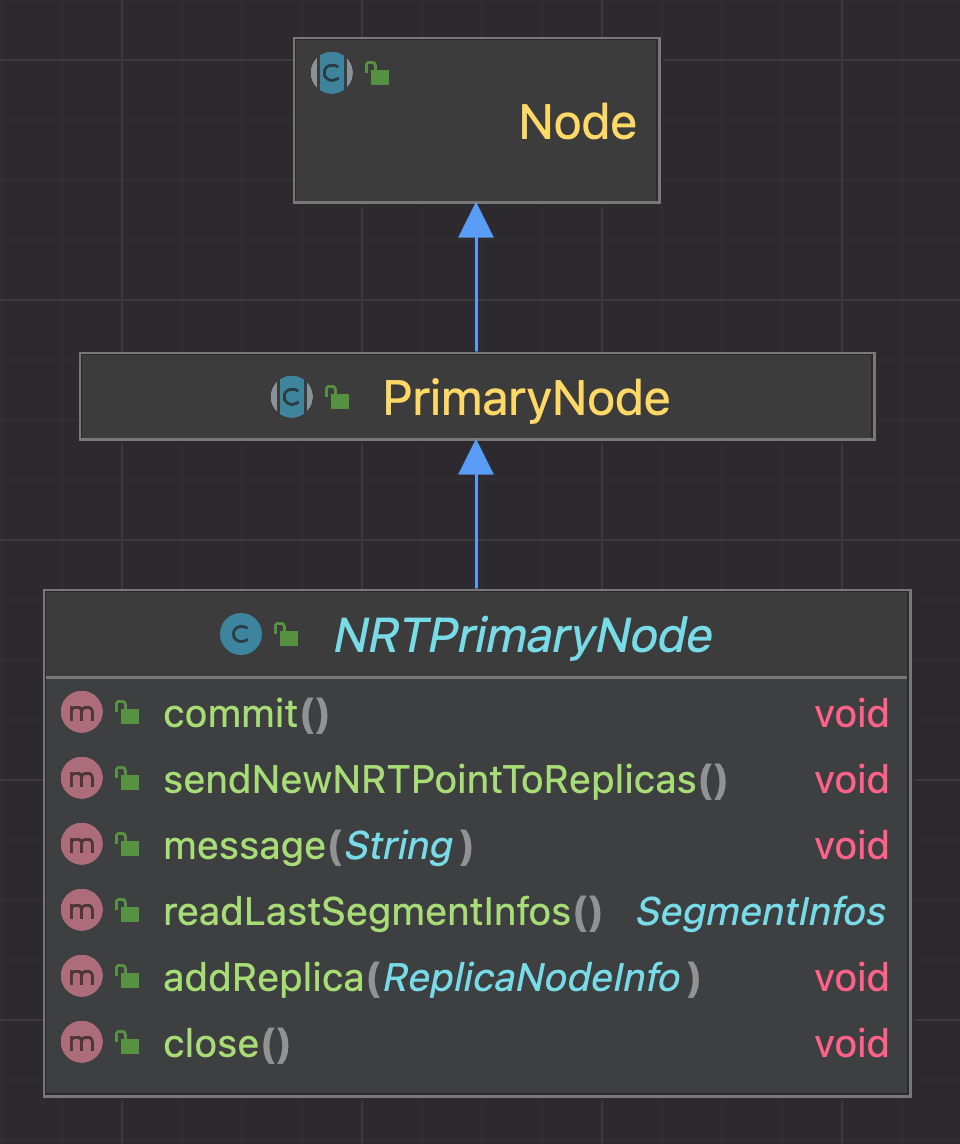 C
Node
C PrimaryNode
C NRTPrimaryNode
m commit() void
m sendNewNRTPointToReplicas() void
m message(String) void
m readLastSegmentInfos() SegmentInfos
m addReplica(ReplicaNodeInfo) void
m close() void